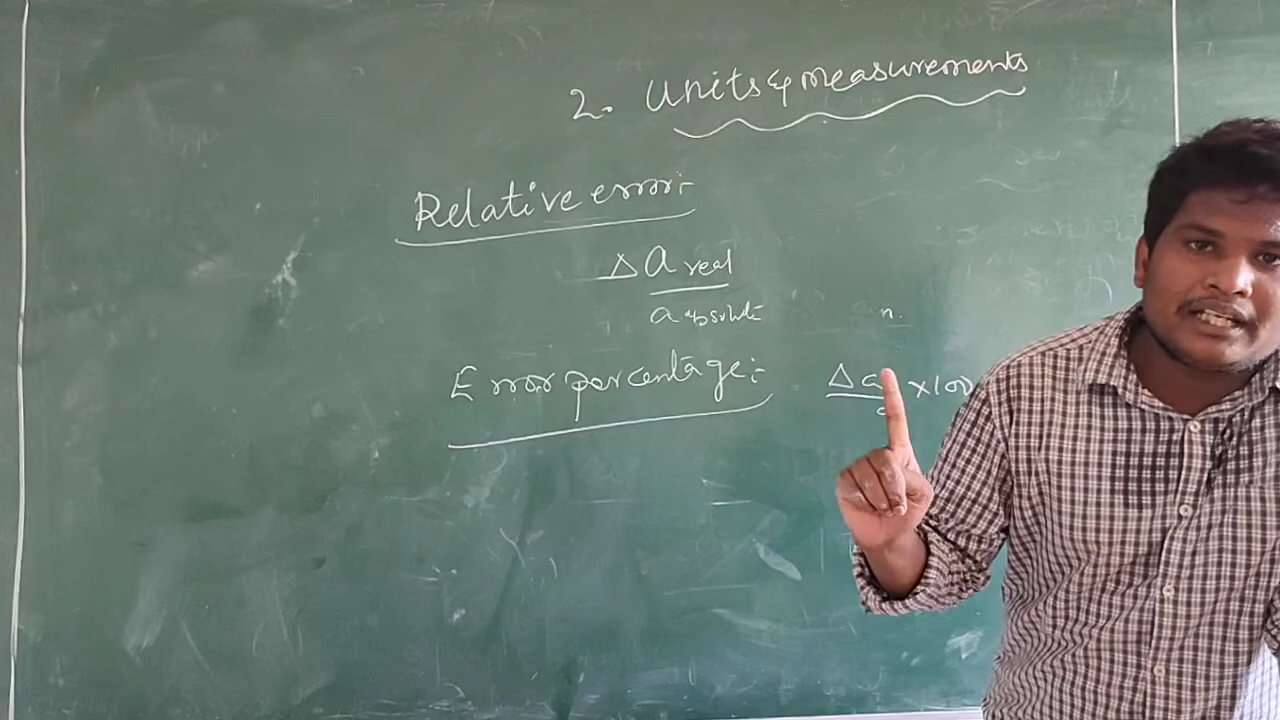 2. Units & measurements
Relative error:-
Δ a real
a absolute
n.
Error percentage:- Δ a ×100